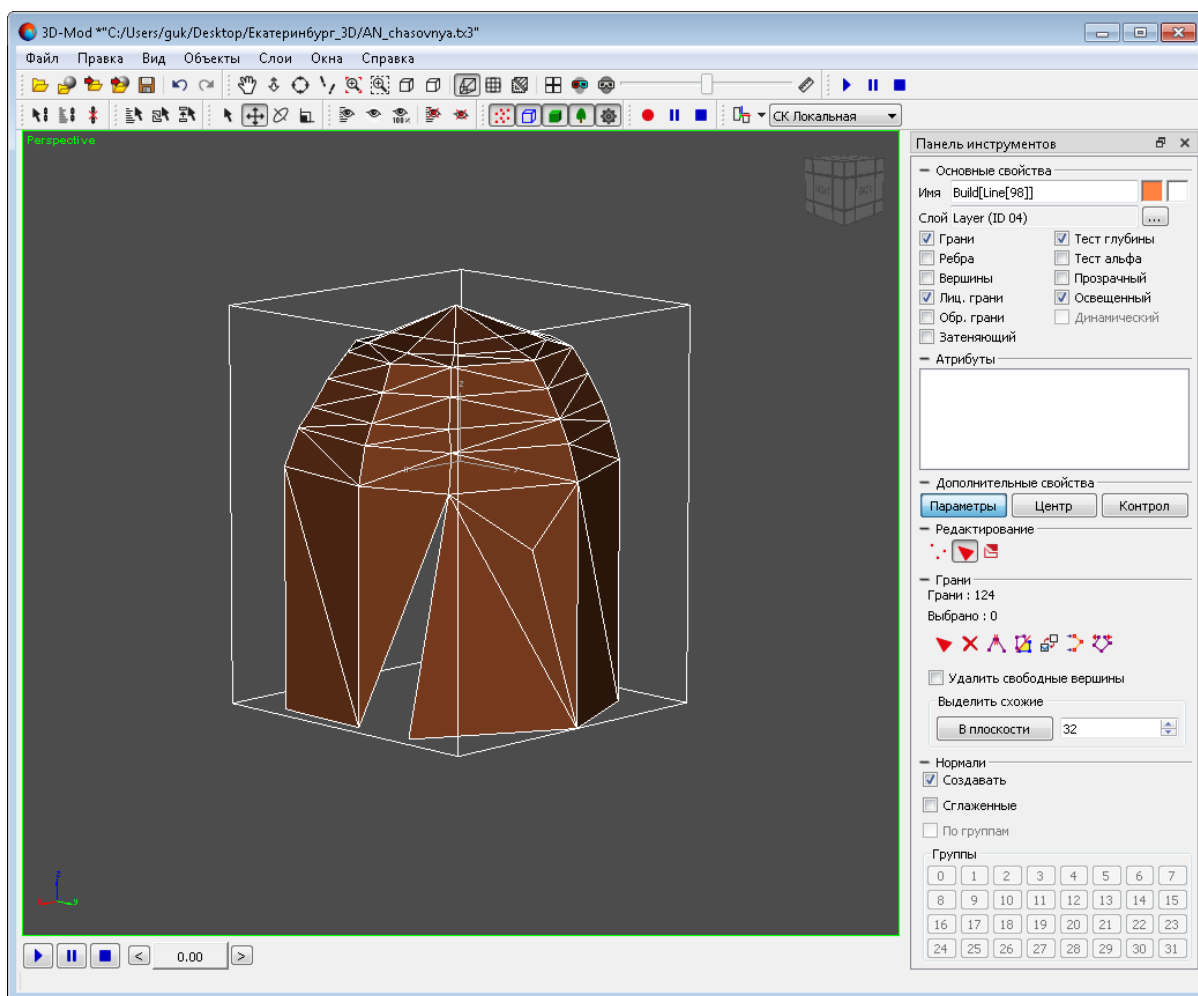 3D-Mod *"C:/Users/guk/Desktop/Екатеринбург_3D/AN_chasovnya.tx3"
Файл Правка Вид Объекты Слои Окна Справка
100%
СК Локальная
Perspective
Панель инструментов
Основные свойства
Имя Build[Line[98]]
Слой Layer (ID 04) ...
Грани Тест глубины
Ребра Тест альфа
Вершины Прозрачный
Лиц. грани Освещенный
Обр. грани Динамический
Затеняющий
Атрибуты
z
Дополнительные свойства
Параметры Центр Контрол
Редактирование
Грани
Грани : 124
Выбрано : 0
Удалить свободные вершины
Выделить схожие
В плоскости 32
Нормали
Создавать
Сглаженные
По группам
Группы
0 1 2 3 4 5 6 7
8 9 10 11 12 13 14 15
16 17 18 19 20 21 22 23
24 25 26 27 28 29 30 31
z
x y
< 0.00 >